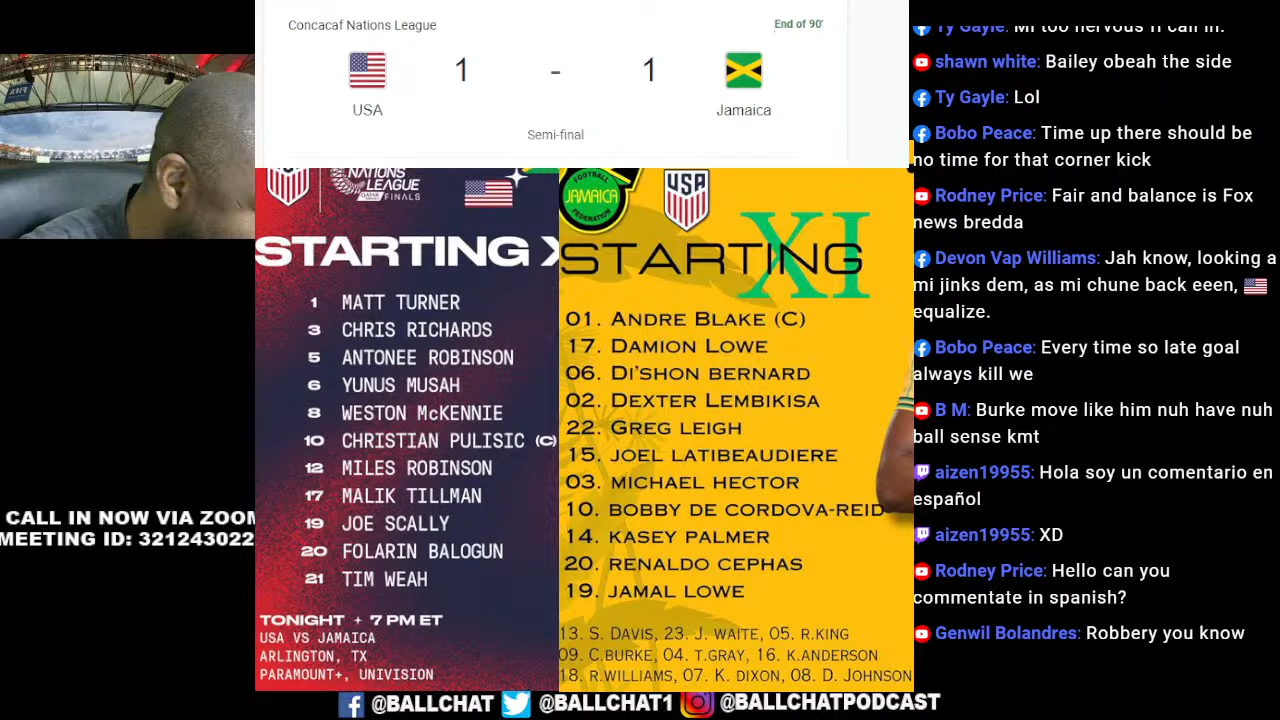 Concacaf Nations League
End of 90'
1 - 1
USA
Jamaica
Semi-final
NATIONS
LEAGUE
FINALS
STARTING X
1 MATT TURNER
3 CHRIS RICHARDS
5 ANTONEE ROBINSON
6 YUNUS MUSAH
8 WESTON McKENNIE
10 CHRISTIAN PULISIC (C)
12 MILES ROBINSON
17 MALIK TILLMAN
19 JOE SCALLY
20 FOLARIN BALOGUN
21 TIM WEAH
TONIGHT + 7 PM ET
USA VS JAMAICA
ARLINGTON, TX
PARAMOUNT+, UNIVISION
FOOTBALL
JAMAICA
FEDERATION
USA
STARTING XI
01. ANDRE BLAKE (C)
17. DAMION LOWE
06. DI'SHON BERNARD
02. DEXTER LEMBIKISA
22. GREG LEIGH
15. JOEL LATIBEAUDIERE
03. MICHAEL HECTOR
10. BOBBY DE CORDOVA-REID
14. KASEY PALMER
20. RENALDO CEPHAS
19. JAMAL LOWE
13. S. DAVIS, 23. J. WAITE, 05. R.KING
09. C.BURKE, 04. T.GRAY, 16. K.ANDERSON
18. R.WILLIAMS, 07. K. DIXON, 08. D. JOHNSON
CALL IN NOW VIA ZOOM
MEETING ID: 321243022
Ty Gayle: Mi too nervous fi call in.
shawn white: Bailey obeah the side
Ty Gayle: Lol
Bobo Peace: Time up there should be
no time for that corner kick
Rodney Price: Fair and balance is Fox
news bredda
Devon Vap Williams: Jah know, looking a
mi jinks dem, as mi chune back eeen, 🇺🇸
equalize.
Bobo Peace: Every time so late goal
always kill we
B M: Burke move like him nuh have nuh
ball sense kmt
aizen19955: Hola soy un comentario en
español
aizen19955: XD
Rodney Price: Hello can you
commentate in spanish?
Genwil Bolandres: Robbery you know
@BALLCHAT @BALLCHAT1 @BALLCHATPODCAST